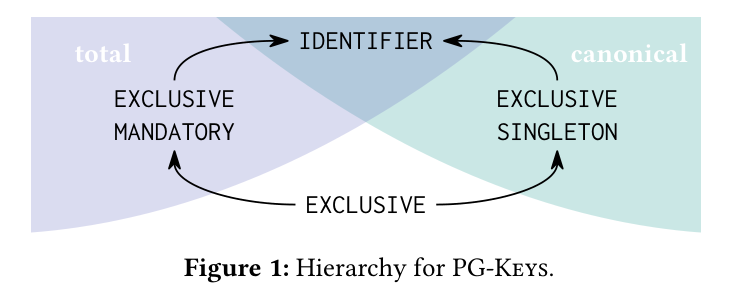 IDENTIFIER
total
canonical
EXCLUSIVE
MANDATORY
EXCLUSIVE
SINGLETON
EXCLUSIVE
Figure 1: Hierarchy for PG-Keys.